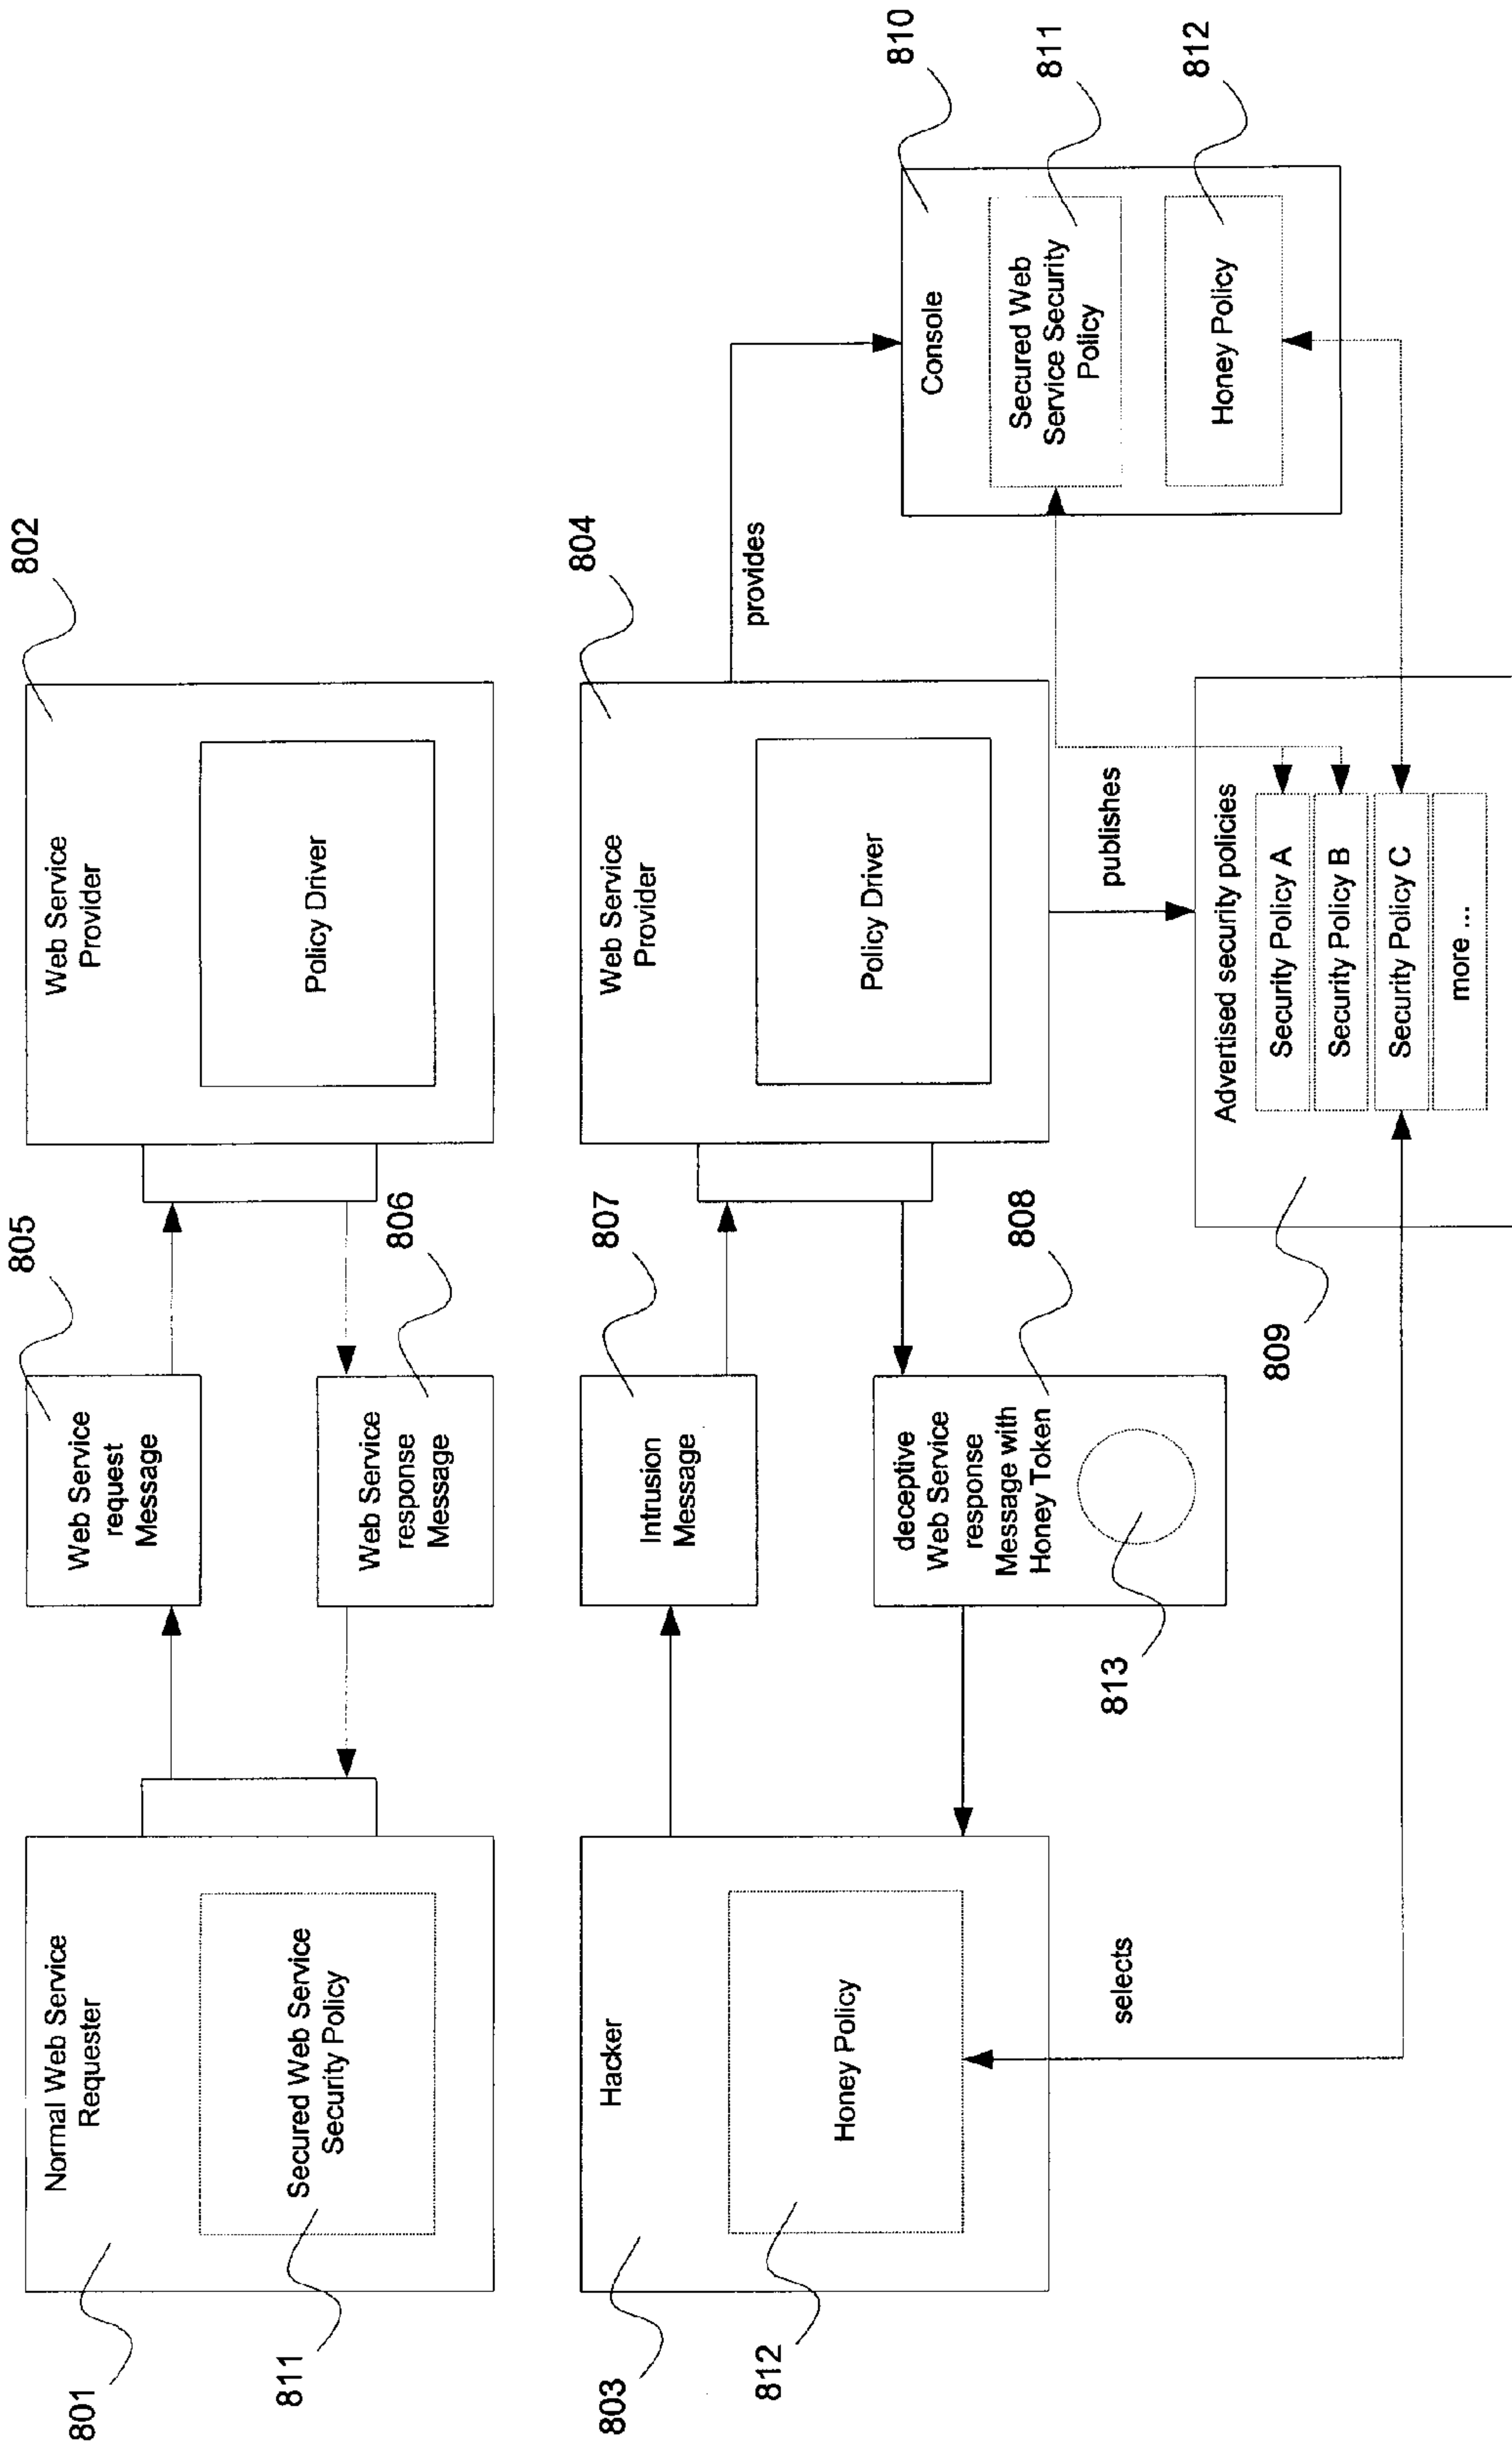 Normal Web Service
Requester
Secured Web Service
Security Policy
801
811
Web Service
request
Message
805
Web Service
response
Message
806
Web Service
Provider
Policy Driver
802
Hacker
Honey Policy
803
812
Intrusion
Message
807
deceptive
Web Service
response
Message with
Honey Token
808
813
Web Service
Provider
Policy Driver
804
provides
publishes
selects
Advertised security policies
Security Policy A
Security Policy B
Security Policy C
more ...
809
Console
Secured Web
Service Security
Policy
Honey Policy
810
811
812